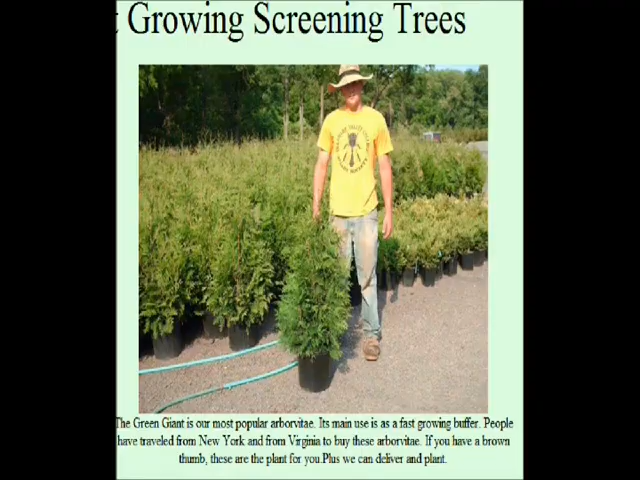 Growing Screening Trees
The Green Giant is our most popular arborvitae. Its main use is as a fast growing buffer. People
have traveled from New York and from Virginia to buy these arborvitae. If you have a brown
thumb, these are the plant for you.Plus we can deliver and plant.